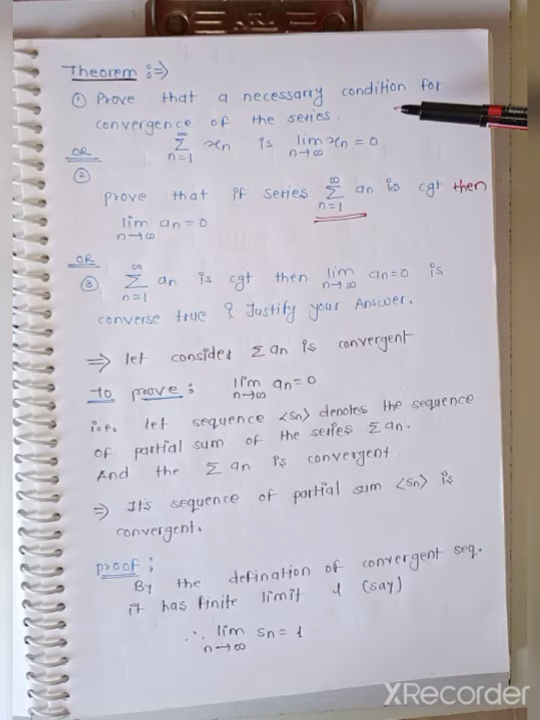 Theorem :⇒
① Prove that a necessarry condition for
convergence of the series.
∞∑n=1 xn is lim n→∞ xn = 0
OR
②
prove that if series ∞∑n=1 an is cgt then
lim n→∞ an = 0
OR
③ ∞∑n=1 an is cgt then lim n→∞ an=0 is
converse true ? Justify your Answer.
⇒ let consider Σan is convergent
To prove : lim n→∞ an=0
i.e. let sequence <Sn> denotes the sequence
of partial sum of the series Σan.
And the Σ an is convergent
⇒ It's sequence of partial sum <Sn> is
convergent.
proof :
By the defination of convergent seq.
it has finite limit l (say)
∴ lim n→∞ Sn = l
XRecorder